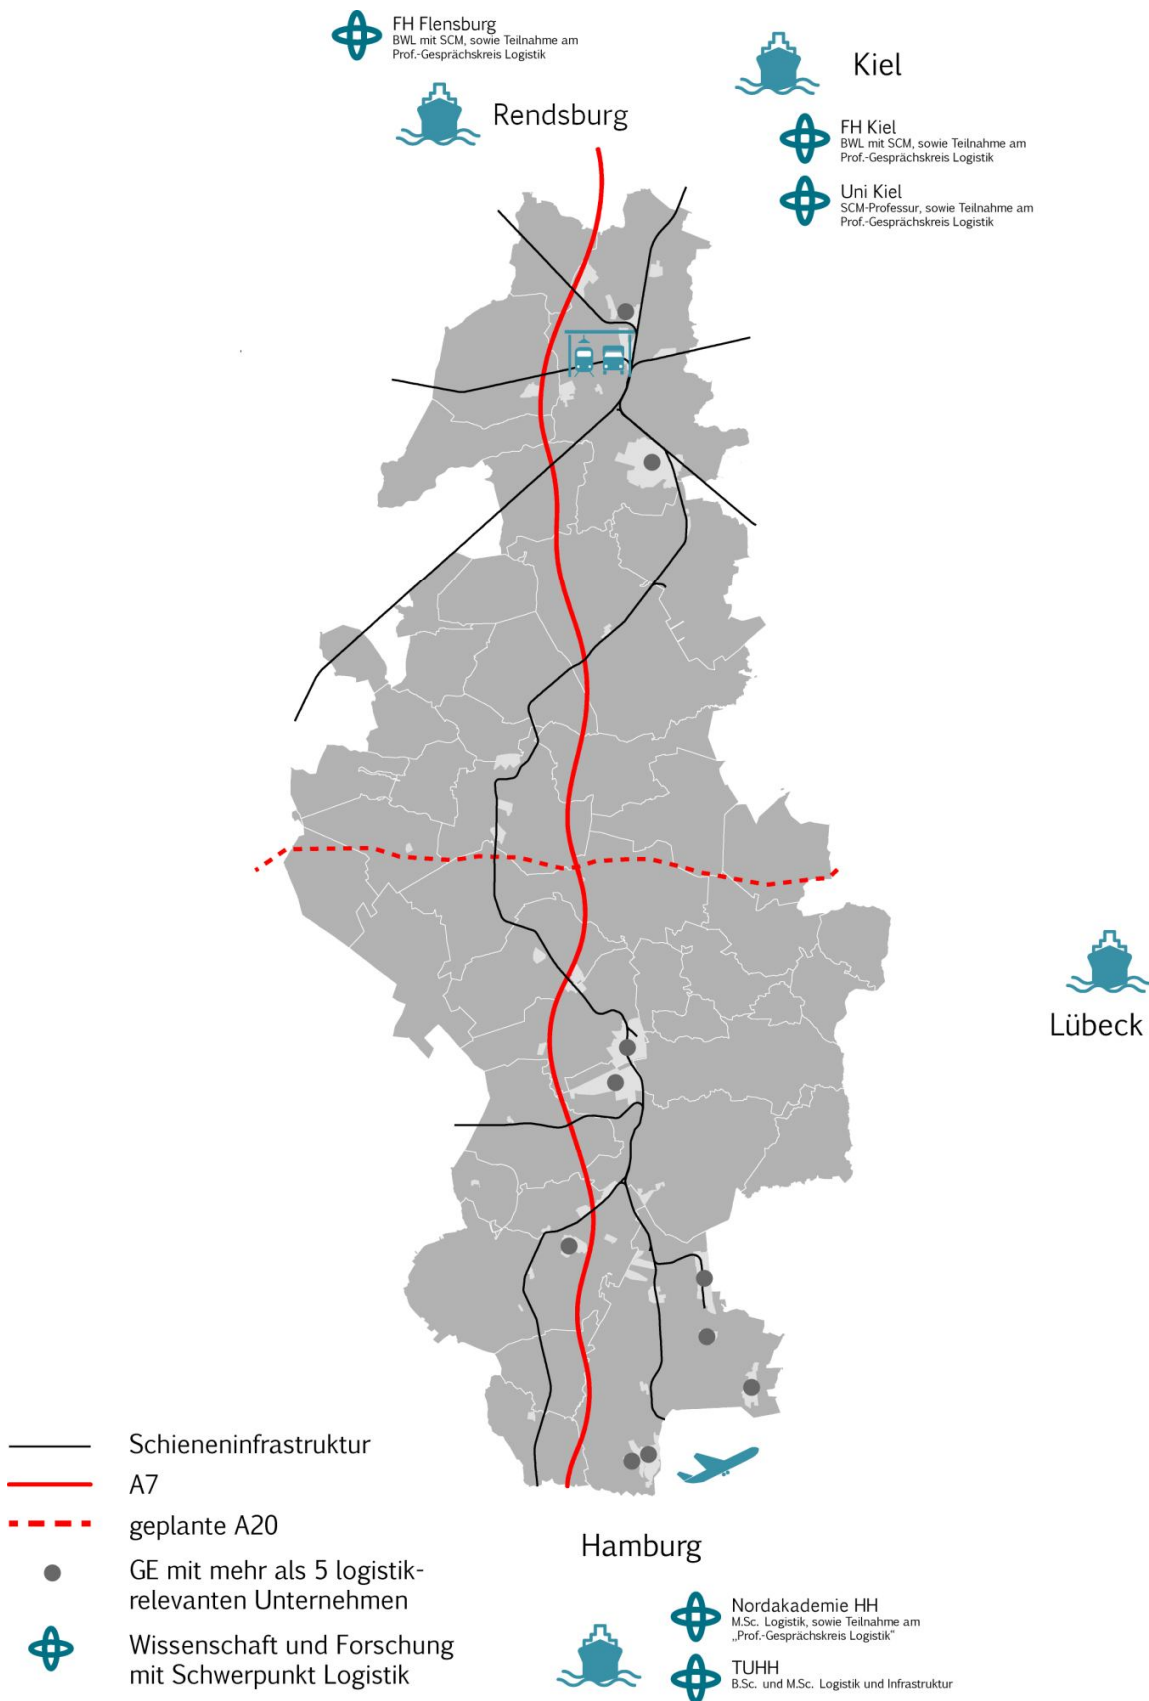 FH Flensburg
BWL mit SCM, sowie Teilnahme am
Prof.-Gesprächskreis Logistik
Kiel
Rendsburg
FH Kiel
BWL mit SCM, sowie Teilnahme am
Prof.-Gesprächskreis Logistik
Uni Kiel
SCM-Professur, sowie Teilnahme am
Prof.-Gesprächskreis Logistik
Lübeck
Schieneninfrastruktur
A7
geplante A20
GE mit mehr als 5 logistik-
relevanten Unternehmen
Wissenschaft und Forschung
mit Schwerpunkt Logistik
Hamburg
Nordakademie HH
M.Sc. Logistik, sowie Teilnahme am
„Prof.-Gesprächskreis Logistik"
TUHH
B.Sc. und M.Sc. Logistik und Infrastruktur